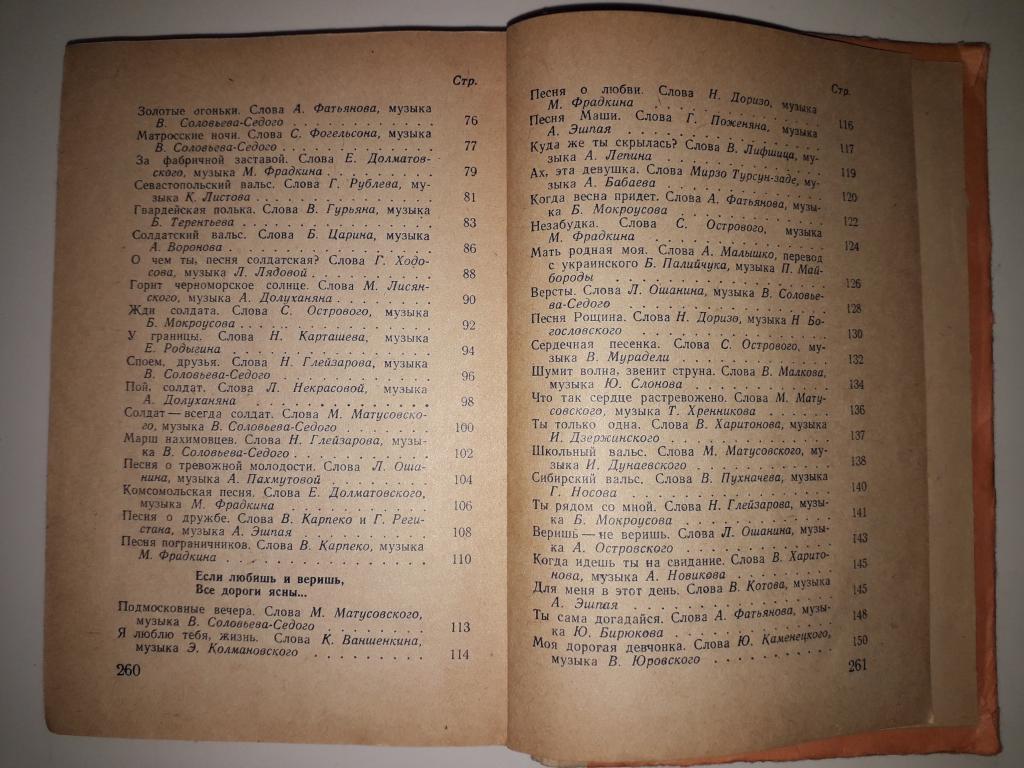 Стр.
Золотые огоньки. Слова А. Фатьянова, музыка
В. Соловьева-Седого . . . . . . . . . 76
Матросские ночи. Слова С. Фогельсона, музыка
В. Соловьева-Седого . . . . . . . . . 77
За фабричной заставой. Слова Е. Долматов-
ского, музыка М. Фрадкина . . . . . . . 79
Севастопольский вальс. Слова Г. Рублева, му-
зыка К. Листова . . . . . . . . . . . 81
Гвардейская полька. Слова В. Гурьяна, музыка
Б. Терентьева . . . . . . . . . . . . 83
Солдатский вальс. Слова Б. Царина, музыка
А. Воронова . . . . . . . . . . . . . 86
О чем ты, песня солдатская? Слова Г. Ходо-
сова, музыка Л. Лядовой . . . . . . . . 88
Горит черноморское солнце. Слова М. Лисян-
ского, музыка А. Долуханяна . . . . . . 90
Жди солдата. Слова С. Острового, музыка
Б. Мокроусова . . . . . . . . . . . . 92
У границы. Слова Н. Карташева, музыка
Е. Родыгина . . . . . . . . . . . . . 94
Споем, друзья. Слова Н. Глейзарова, музыка
В. Соловьева-Седого . . . . . . . . . 96
Пой, солдат. Слова Л. Некрасовой, музыка
А. Долуханяна . . . . . . . . . . . . 98
Солдат — всегда солдат. Слова М. Матусовско-
го, музыка В. Соловьева-Седого . . . . . 100
Марш нахимовцев. Слова Н. Глейзарова, музы-
ка В. Соловьева-Седого . . . . . . . . 102
Песня о тревожной молодости. Слова Л. Оша-
нина, музыка А. Пахмутовой . . . . . . . 104
Комсомольская песня. Слова Е. Долматовского,
музыка М. Фрадкина . . . . . . . . . . 106
Песня о дружбе. Слова В. Карпеко и Г. Реги-
стана, музыка А. Эшпая . . . . . . . . 108
Песня пограничников. Слова В. Карпеко, музыка
М. Фрадкина . . . . . . . . . . . . . 110
Если любишь и веришь,
Все дороги ясны...
Подмосковные вечера. Слова М. Матусовского,
музыка В. Соловьева-Седого . . . . . . . 113
Я люблю тебя, жизнь. Слова К. Ваншенкина,
музыка Э. Колмановского . . . . . . . . 114
260
Стр.
Песня о любви. Слова Н. Доризо, музыка
М. Фрадкина . . . . . . . . . . . . . 116
Песня Маши. Слова Г. Поженяна, музыка
А. Эшпая . . . . . . . . . . . . . . 117
Куда же ты скрылась? Слова В. Лифшица, му-
зыка А. Лепина . . . . . . . . . . . . 119
Ах, эта девушка. Слова Мирзо Турсун-заде, му-
зыка А. Бабаева . . . . . . . . . . . 120
Когда весна придет. Слова А. Фатьянова, музы-
ка Б. Мокроусова . . . . . . . . . . . 122
Незабудка. Слова С. Острового, музыка
М. Фрадкина . . . . . . . . . . . . . 124
Мать родная моя. Слова А. Малышко, перевод
с украинского Б. Палийчука, музыка П. Май-
бороды . . . . . . . . . . . . . . . 126
Версты. Слова Л. Ошанина, музыка В. Соловье-
ва-Седого . . . . . . . . . . . . . . 128
Песня Рощина. Слова Н. Доризо, музыка Н Бо-
гословского . . . . . . . . . . . . . 130
Сердечная песенка. Слова С. Острового, му-
зыка В. Мурадели . . . . . . . . . . . 132
Шумит волна, звенит струна. Слова В. Малкова,
музыка Ю. Слонова . . . . . . . . . . 134
Что так сердце растревожено. Слова М. Мату-
совского, музыка Т. Хренникова . . . . . 136
Ты только одна. Слова В. Харитонова, музыка
И. Дзержинского . . . . . . . . . . . 137
Школьный вальс. Слова М. Матусовского, му-
зыка И. Дунаевского . . . . . . . . . . 138
Сибирский вальс. Слова В. Пухначева, музыка
Г. Носова . . . . . . . . . . . . . . 140
Ты рядом со мной. Слова Н. Глейзарова, музы-
ка Б. Мокроусова . . . . . . . . . . . 141
Веришь — не веришь. Слова Л. Ошанина, музы-
ка А. Островского . . . . . . . . . . . 143
Когда идешь ты на свидание. Слова В. Харито-
нова, музыка А. Новикова . . . . . . . . 145
Для меня в этот день. Слова В. Котова, музыка
А. Эшпая . . . . . . . . . . . . . . 145
Ты сама догадайся. Слова А. Фатьянова, музы-
ка Ю. Бирюкова . . . . . . . . . . . . 148
Моя дорогая девчонка. Слова Ю. Каменецкого,
музыка В. Юровского . . . . . . . . . . 150
261